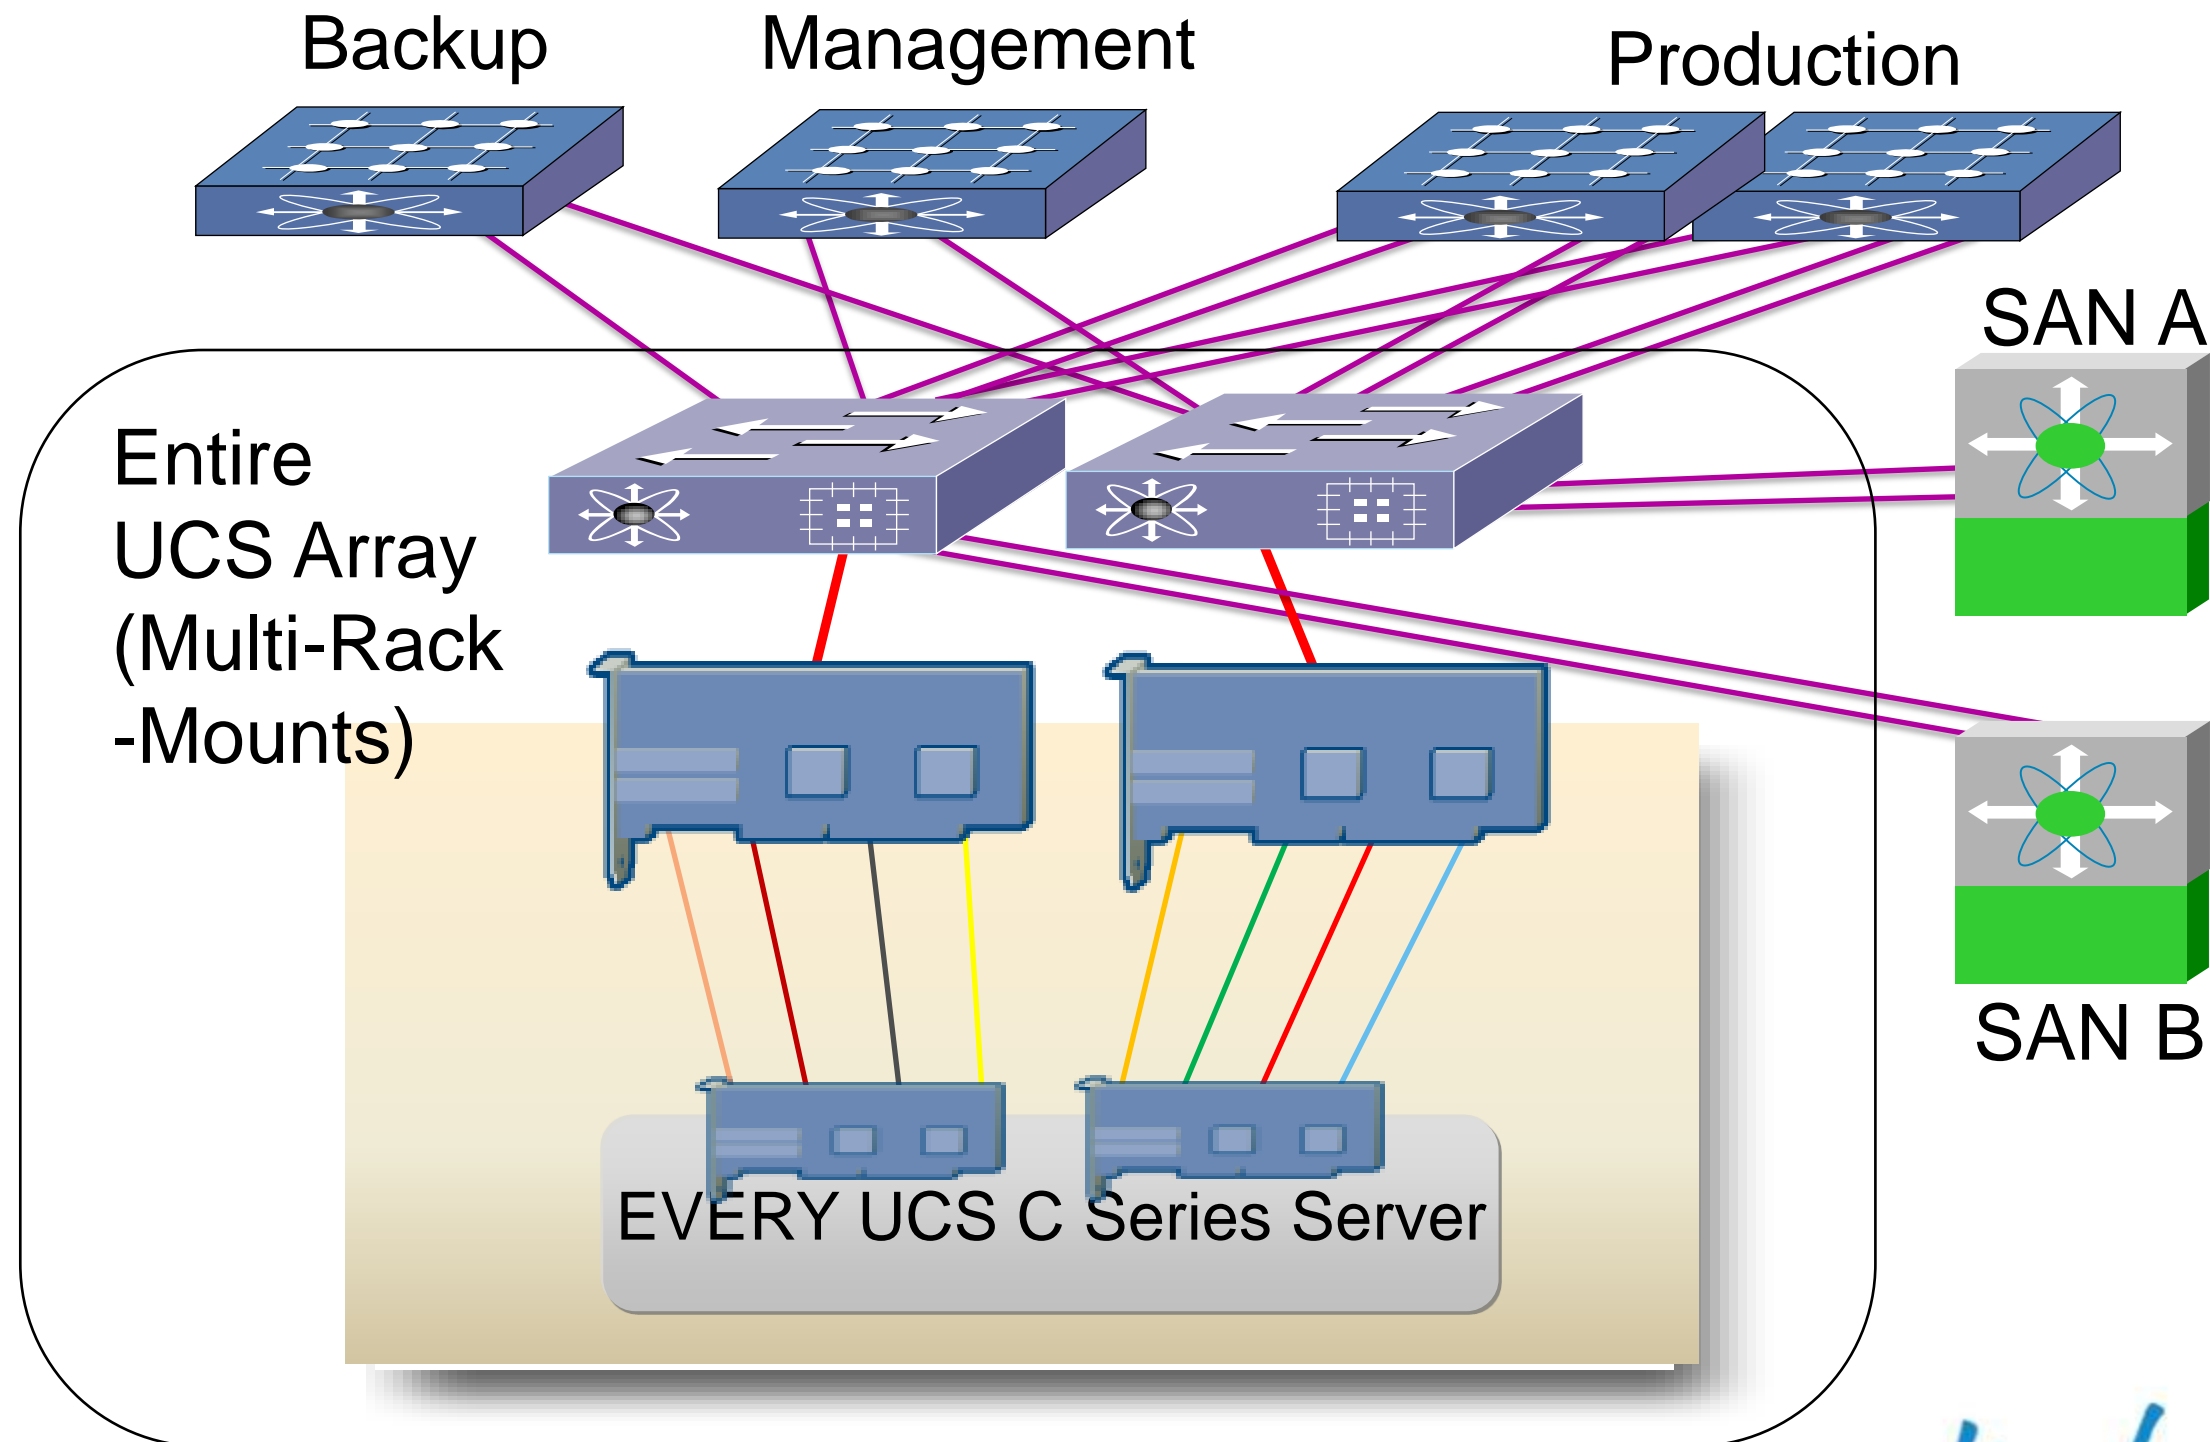 Backup
Management
Production
SAN A
Entire
UCS Array
(Multi-Rack
-Mounts)
SAN B
EVERY UCS C Series Server